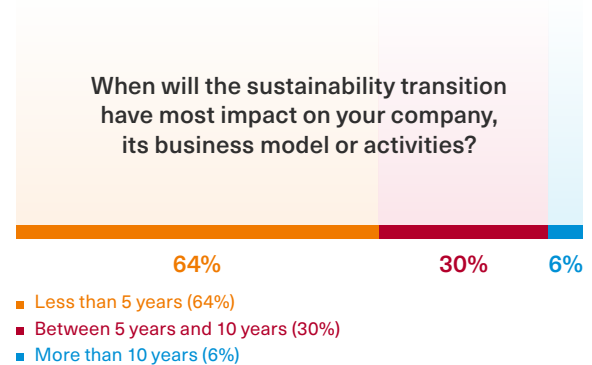 When will the sustainability transition
have most impact on your company,
its business model or activities?
64%
30%
6%
Less than 5 years (64%)
Between 5 years and 10 years (30%)
More than 10 years (6%)